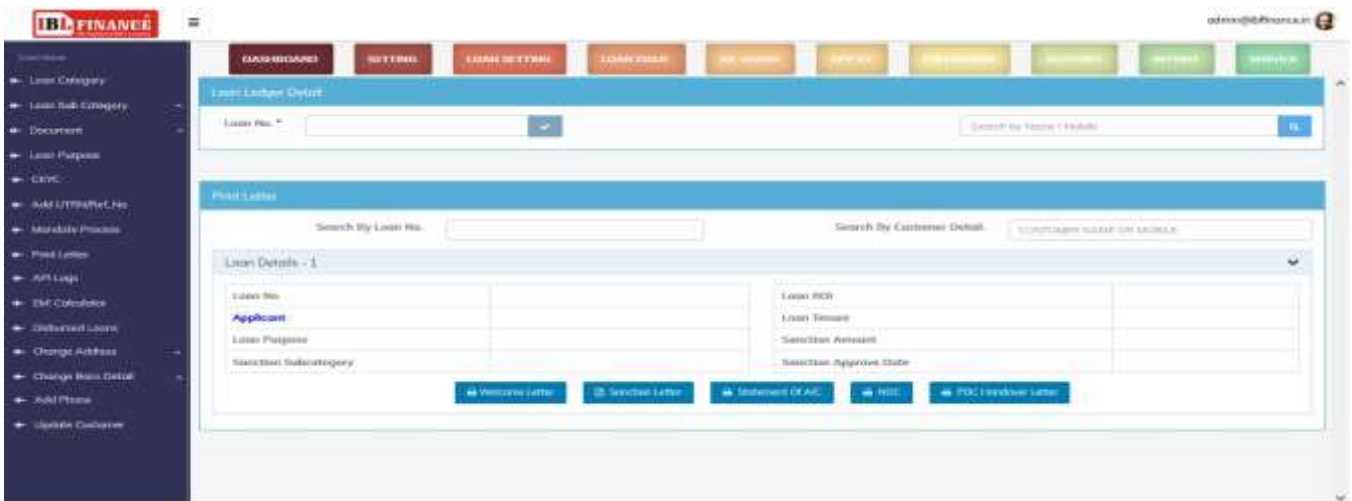 IBL FINANCE
admin@iblfinance.in
DASHBOARD
SETTING
LOAN SETTING
Loan Category
Loan Sub Category
Document
Loan Purpose
CKYC
Add UTRN/Ref.No
Mandate Process
Print Letter
API Logs
EMI Calculator
Disbursed Loans
Change Address
Change Bank Detail
Add Phone
Update Customer
Loan Ledger Detail
Loan No. *
Search by Name / Mobile
Print Letter
Search By Loan No.
Search By Customer Detail
CUSTOMER NAME OR MOBILE
Loan Details - 1
Loan No
Loan ROI
Applicant
Loan Tenure
Loan Purpose
Sanction Amount
Sanction Subcategory
Sanction Approve Date
Welcome Letter
Sanction Letter
Statement Of A/C
NOC
PDC Handover Letter